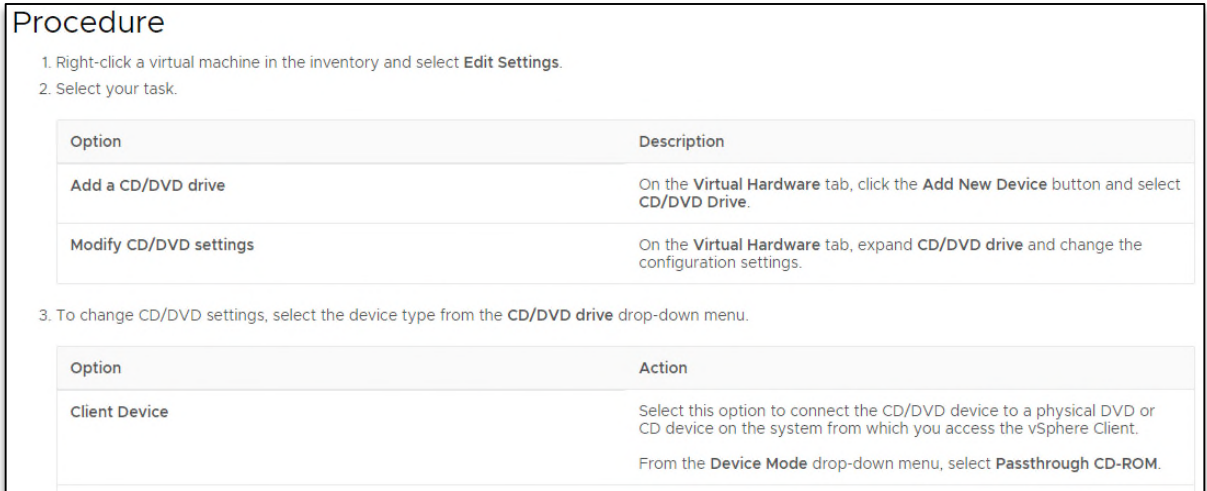 Procedure
1. Right-click a virtual machine in the inventory and select Edit Settings.
2. Select your task.
Option
Description
Add a CD/DVD drive
On the Virtual Hardware tab, click the Add New Device button and select
CD/DVD Drive.
Modify CD/DVD settings
On the Virtual Hardware tab, expand CD/DVD drive and change the
configuration settings.
3. To change CD/DVD settings, select the device type from the CD/DVD drive drop-down menu.
Option
Action
Client Device
Select this option to connect the CD/DVD device to a physical DVD or
CD device on the system from which you access the vSphere Client.
From the Device Mode drop-down menu, select Passthrough CD-ROM.